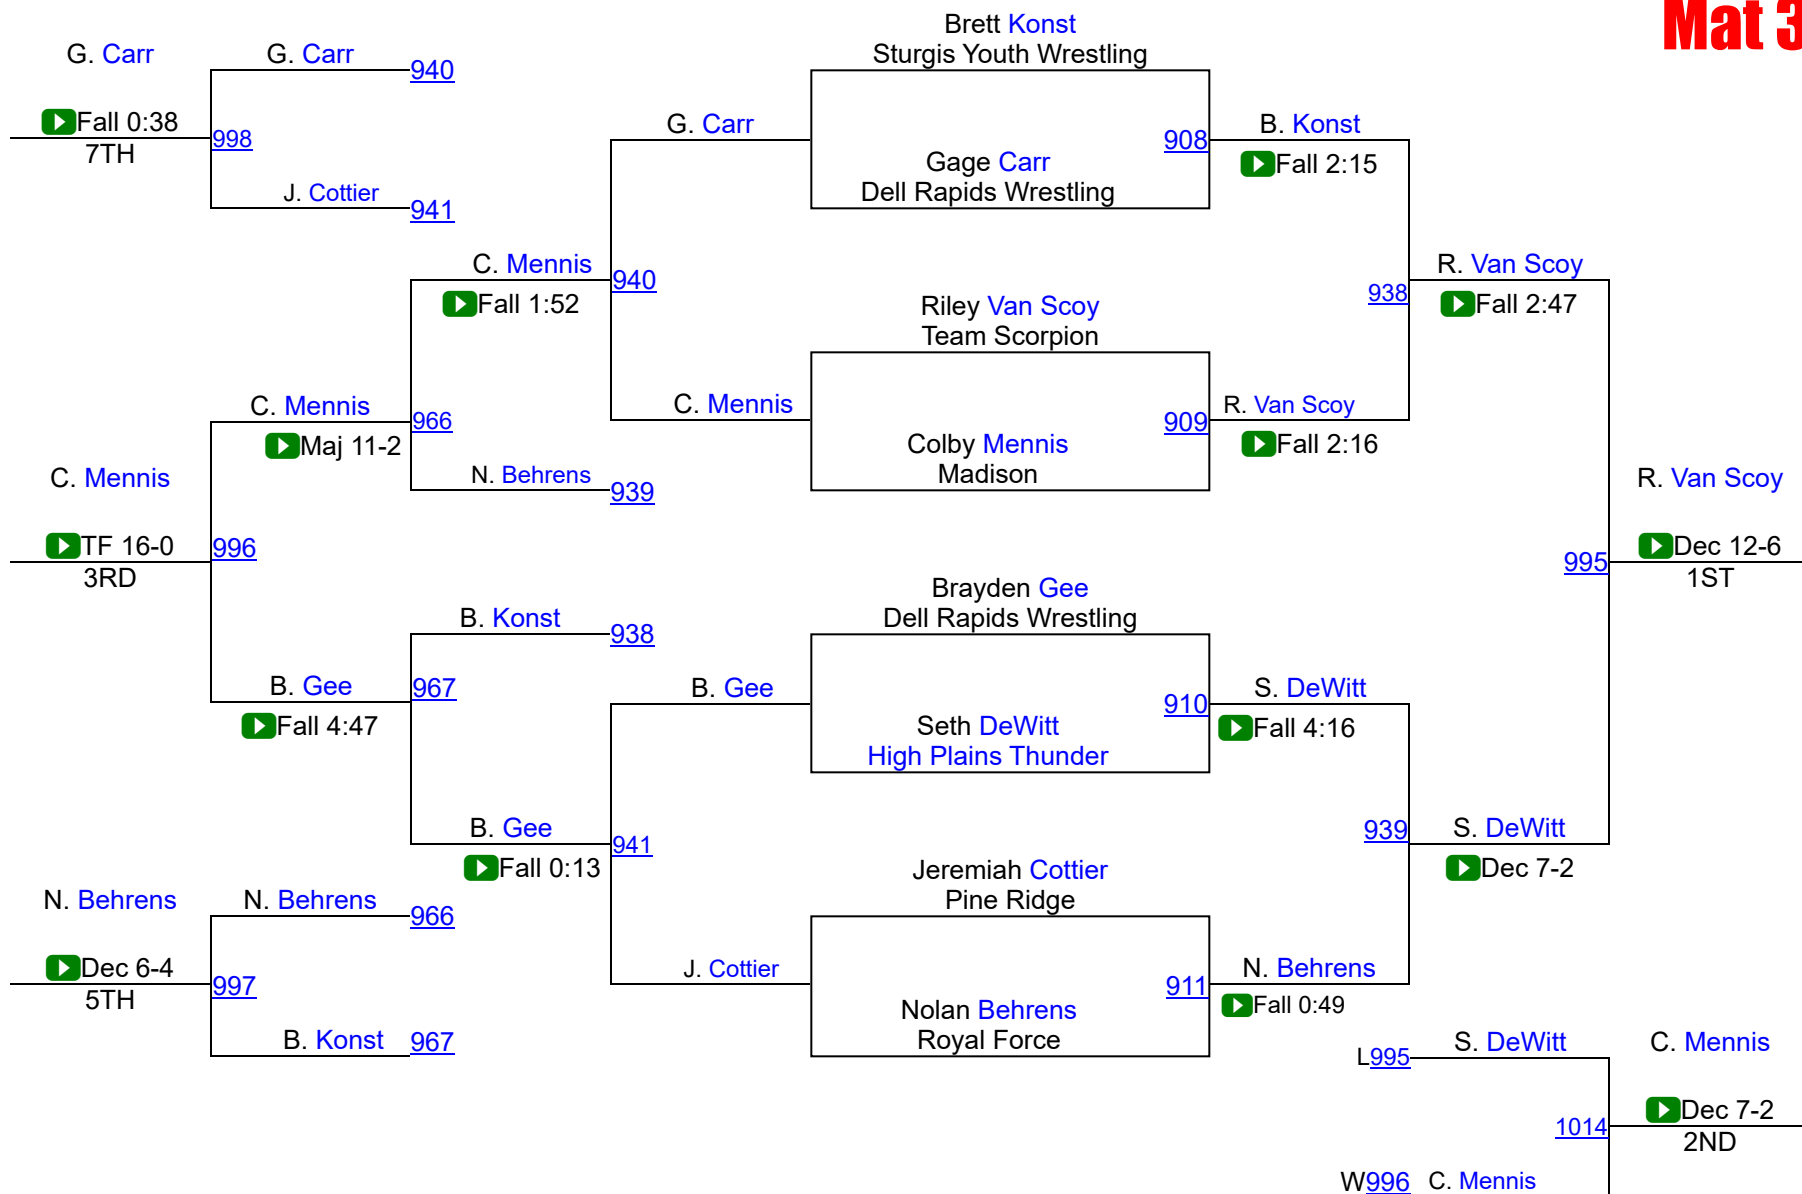 Mat 3
Brett Konst
Sturgis Youth Wrestling
G. Carr
G. Carr
940
Fall 0:38
7TH
998
G. Carr
908
B. Konst
Fall 2:15
Gage Carr
Dell Rapids Wrestling
J. Cottier
941
C. Mennis
940
Fall 1:52
Riley Van Scoy
Team Scorpion
938
R. Van Scoy
Fall 2:47
C. Mennis
966
Maj 11-2
C. Mennis
909
R. Van Scoy
Fall 2:16
Colby Mennis
Madison
N. Behrens
939
C. Mennis
TF 16-0
3RD
996
R. Van Scoy
995
Dec 12-6
1ST
Brayden Gee
Dell Rapids Wrestling
B. Konst
938
B. Gee
967
Fall 4:47
B. Gee
910
S. DeWitt
Fall 4:16
Seth DeWitt
High Plains Thunder
B. Gee
941
Fall 0:13
939
S. DeWitt
Dec 7-2
Jeremiah Cottier
Pine Ridge
N. Behrens
N. Behrens
966
Dec 6-4
5TH
997
J. Cottier
911
N. Behrens
Fall 0:49
Nolan Behrens
Royal Force
B. Konst
967
L995
S. DeWitt
C. Mennis
1014
Dec 7-2
2ND
W996
C. Mennis